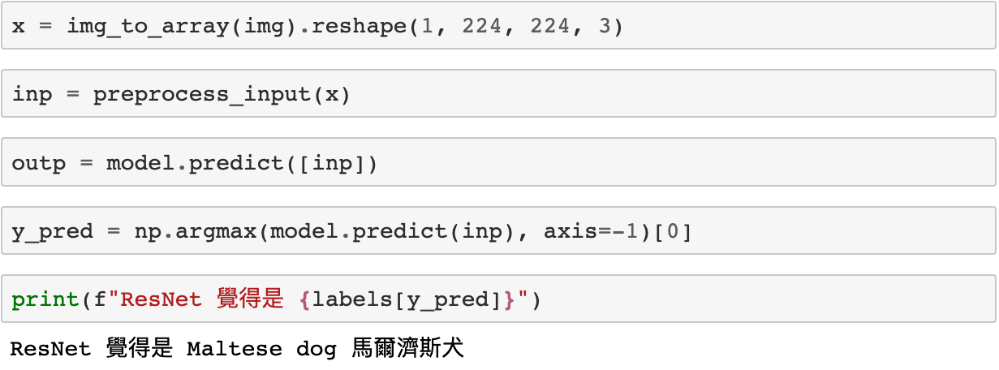 x = img_to_array(img).reshape(1, 224, 224, 3)
inp = preprocess_input(x)
outp = model.predict([inp])
y_pred = np.argmax(model.predict(inp), axis=-1)[0]
print(f"ResNet 覺得是 {labels[y_pred]}")
ResNet 覺得是 Maltese dog 馬爾濟斯犬